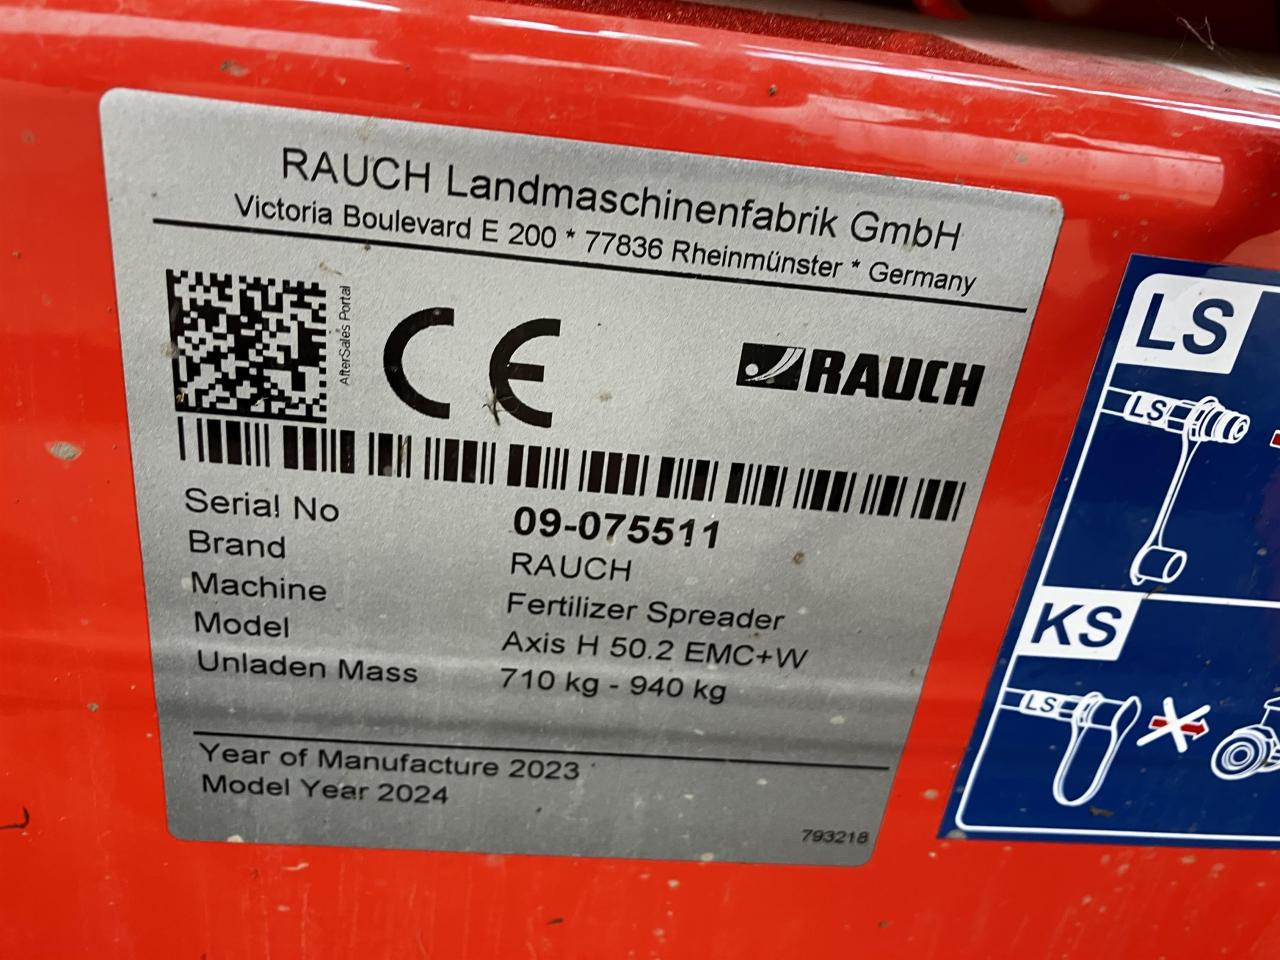 RAUCH Landmaschinenfabrik GmbH
Victoria Boulevard E 200 * 77836 Rheinmünster * Germany
AfterSales Portal
CE
RAUCH
Serial No 09-075511
Brand RAUCH
Machine Fertilizer Spreader
Model Axis H 50.2 EMC+W
Unladen Mass 710 kg - 940 kg
Year of Manufacture 2023
Model Year 2024
793218
LS
LS
KS
LS